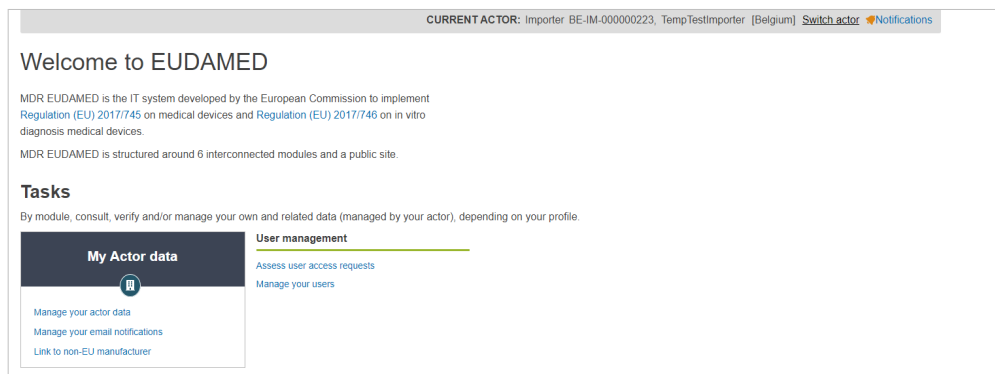 CURRENT ACTOR: Importer BE-IM-000000223, TempTestImporter [Belgium] Switch actor Notifications
Welcome to EUDAMED
MDR EUDAMED is the IT system developed by the European Commission to implement
Regulation (EU) 2017/745 on medical devices and Regulation (EU) 2017/746 on in vitro
diagnosis medical devices.
MDR EUDAMED is structured around 6 interconnected modules and a public site.
Tasks
By module, consult, verify and/or manage your own and related data (managed by your actor), depending on your profile.
My Actor data
Manage your actor data
Manage your email notifications
Link to non-EU manufacturer
User management
Assess user access requests
Manage your users